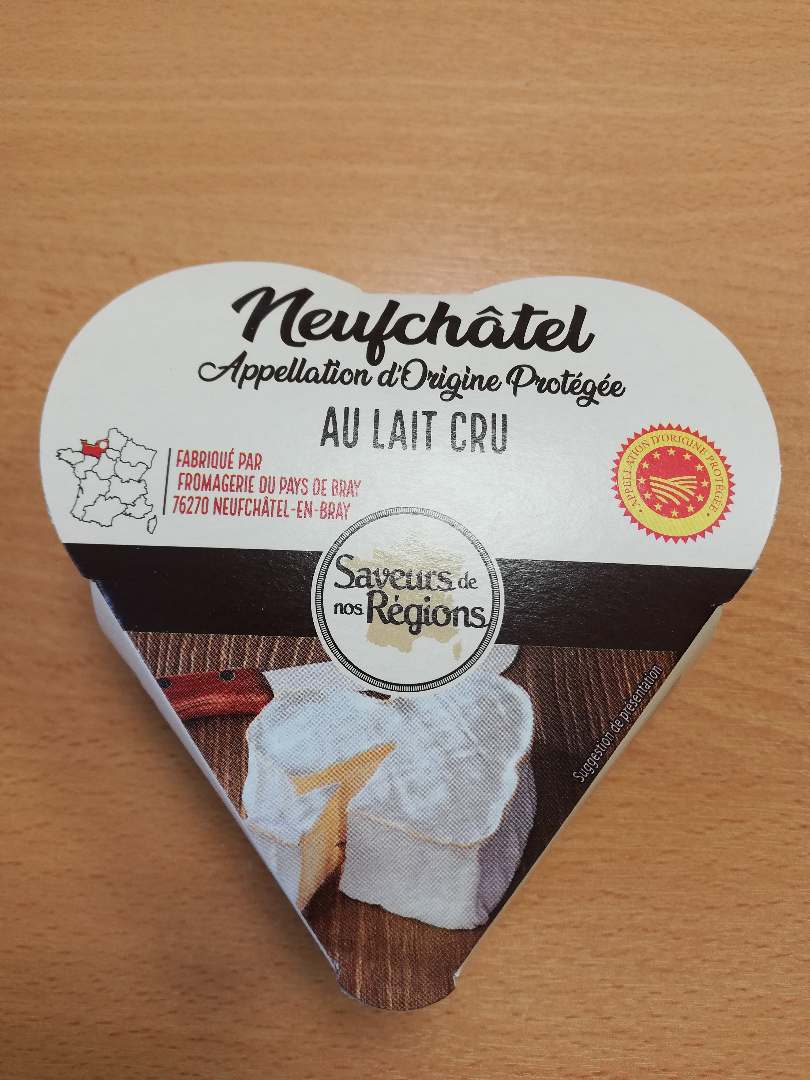 Neufchâtel
Appellation d'Origine Protégée
AU LAIT CRU
FABRIQUÉ PAR
FROMAGERIE DU PAYS DE BRAY
76270 NEUFCHÂTEL-EN-BRAY
APPELLATION D'ORIGINE PROTÉGÉE
Saveurs de
nos Régions
Suggestion de présentation